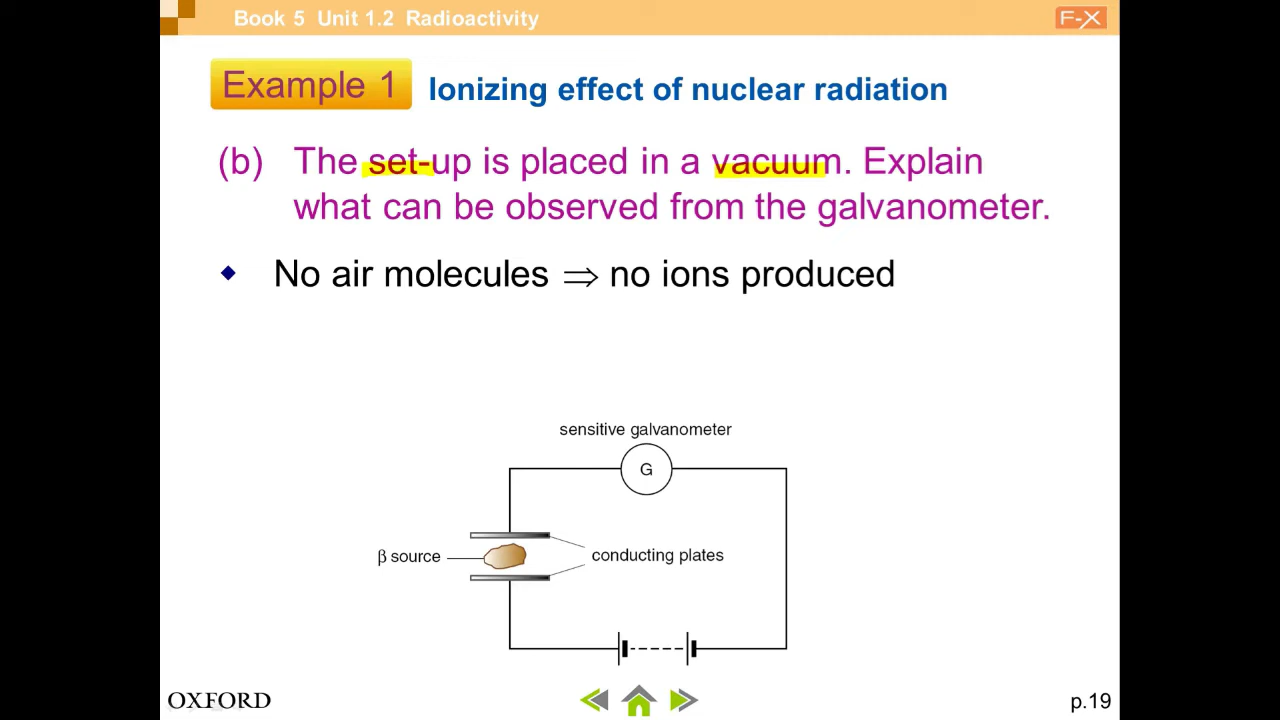 Book 5 Unit 1.2 Radioactivity
F-X
Example 1
Ionizing effect of nuclear radiation
(b) The set-up is placed in a vacuum. Explain
what can be observed from the galvanometer.
No air molecules ⇒ no ions produced
sensitive galvanometer
G
β source
conducting plates
OXFORD
p.19